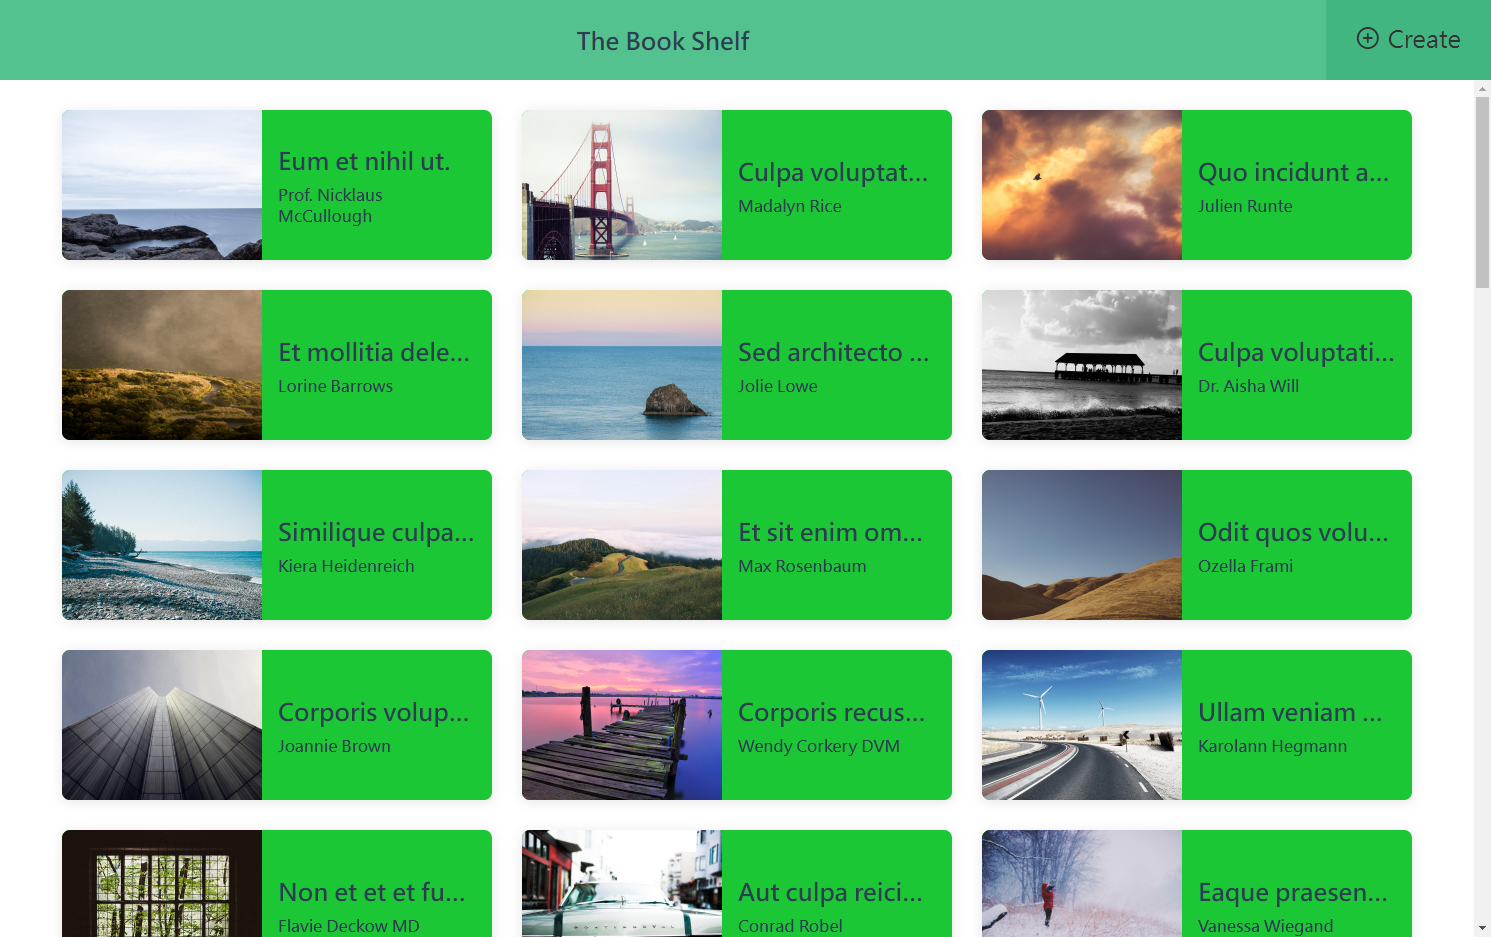 The Book Shelf
Create
Eum et nihil ut.
Prof. Nicklaus
McCullough
Culpa voluptat...
Madalyn Rice
Quo incidunt a...
Julien Runte
Et mollitia dele...
Lorine Barrows
Sed architecto ...
Jolie Lowe
Culpa voluptati...
Dr. Aisha Will
Similique culpa...
Kiera Heidenreich
Et sit enim om...
Max Rosenbaum
Odit quos volu...
Ozella Frami
Corporis volup...
Joannie Brown
Corporis recus...
Wendy Corkery DVM
Ullam veniam ...
Karolann Hegmann
Non et et et fu...
Flavie Deckow MD
Aut culpa reici...
Conrad Robel
Eaque praesen...
Vanessa Wiegand